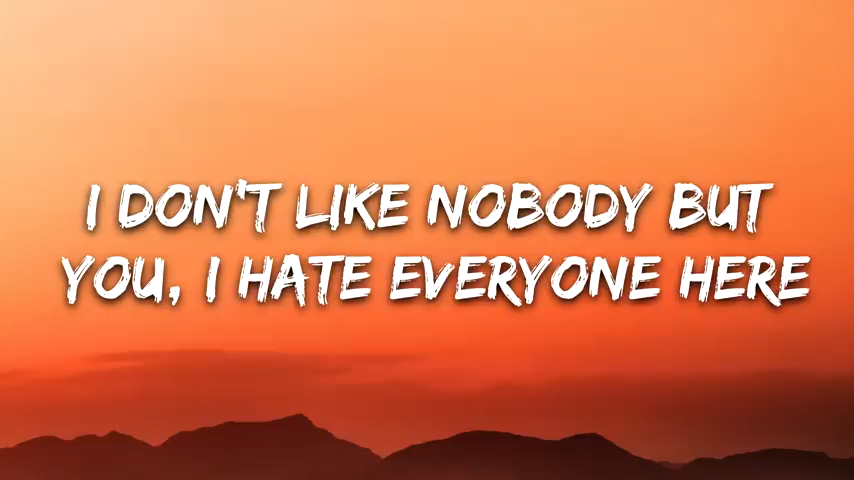 I DON'T LIKE NOBODY BUT
YOU, I HATE EVERYONE HERE